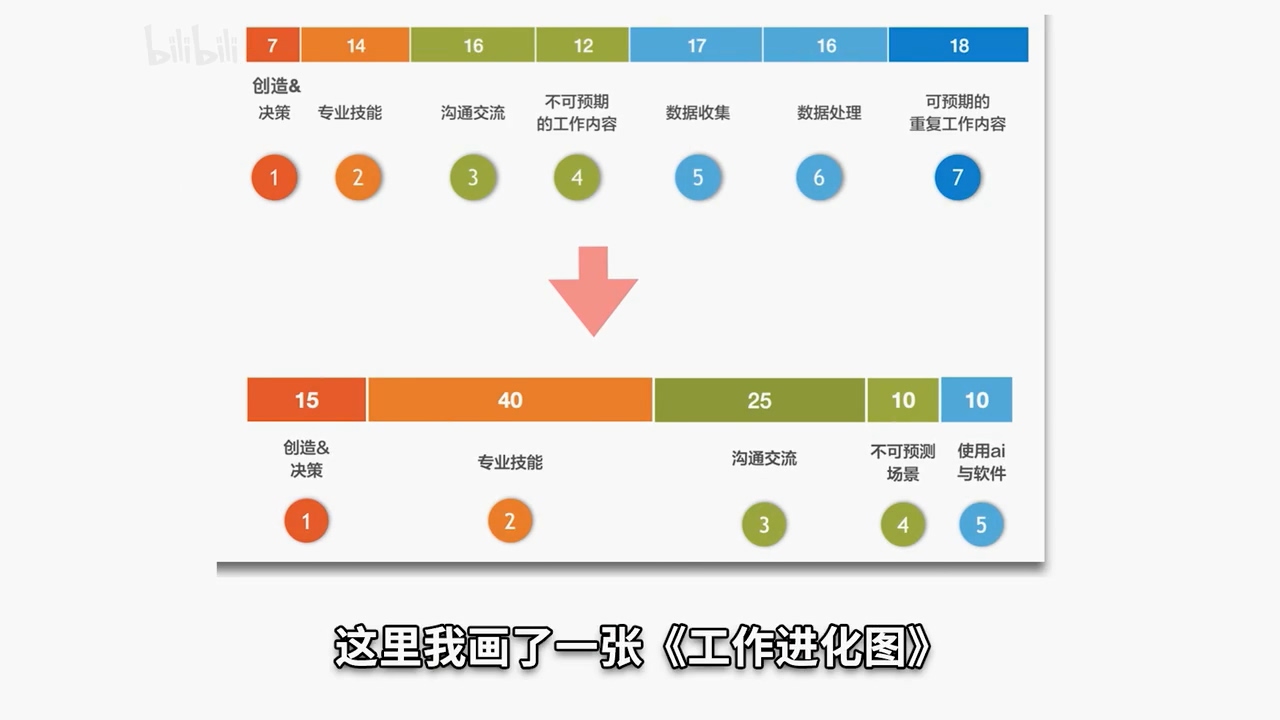 bilibili
7 14 16 12 17 16 18
创造&
决策
专业技能
沟通交流
不可预期
的工作内容
数据收集
数据处理
可预期的
重复工作内容
1 2 3 4 5 6 7
15 40 25 10 10
创造&
决策
专业技能
沟通交流
不可预测
场景
使用ai
与软件
1 2 3 4 5
这里我画了一张《工作进化图》